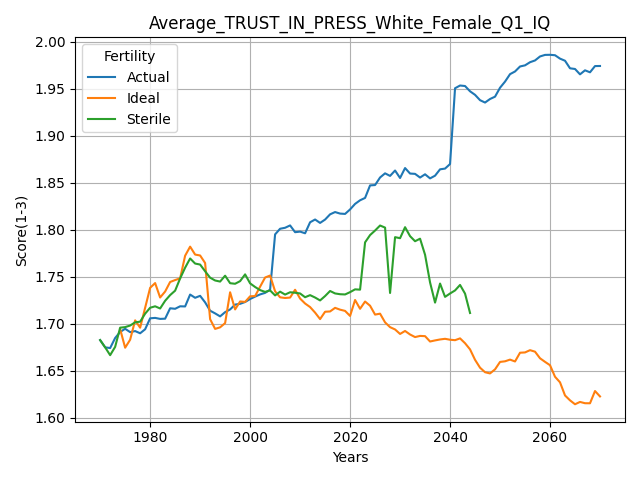 Average_TRUST_IN_PRESS_White_Female_Q1_IQ
Fertility
Actual
Ideal
Sterile
Score(1-3)
2.00
1.95
1.90
1.85
1.80
1.75
1.70
1.65
1.60
1980
2000
2020
2040
2060
Years